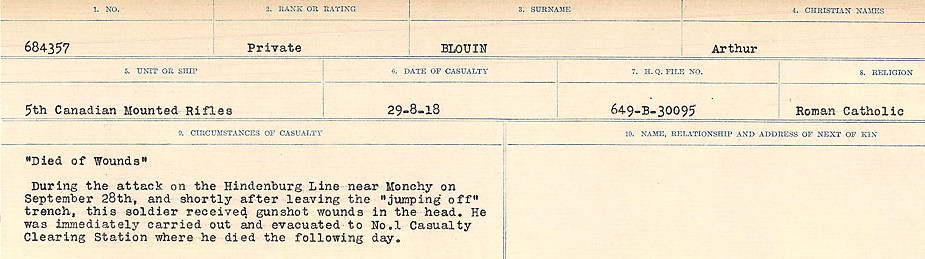 1. NO.
2. RANK OR RATING
3. SURNAME
4. CHRISTIAN NAMES
684357
Private
BLOUIN
Arthur
5. UNIT OR SHIP
6. DATE OF CASUALTY
7. H.Q. FILE NO.
8. RELIGION
5th Canadian Mounted Rifles
29-8-18
649-B-30095
Roman Catholic
9. CIRCUMSTANCES OF CASUALTY
10. NAME, RELATIONSHIP AND ADDRESS OF NEXT OF KIN
"Died of Wounds"
During the attack on the Hindenburg Line near Monchy on
September 28th, and shortly after leaving the "jumping off"
trench, this soldier received gunshot wounds in the head. He
was immediately carried out and evacuated to No.1 Casualty
Clearing Station where he died the following day.